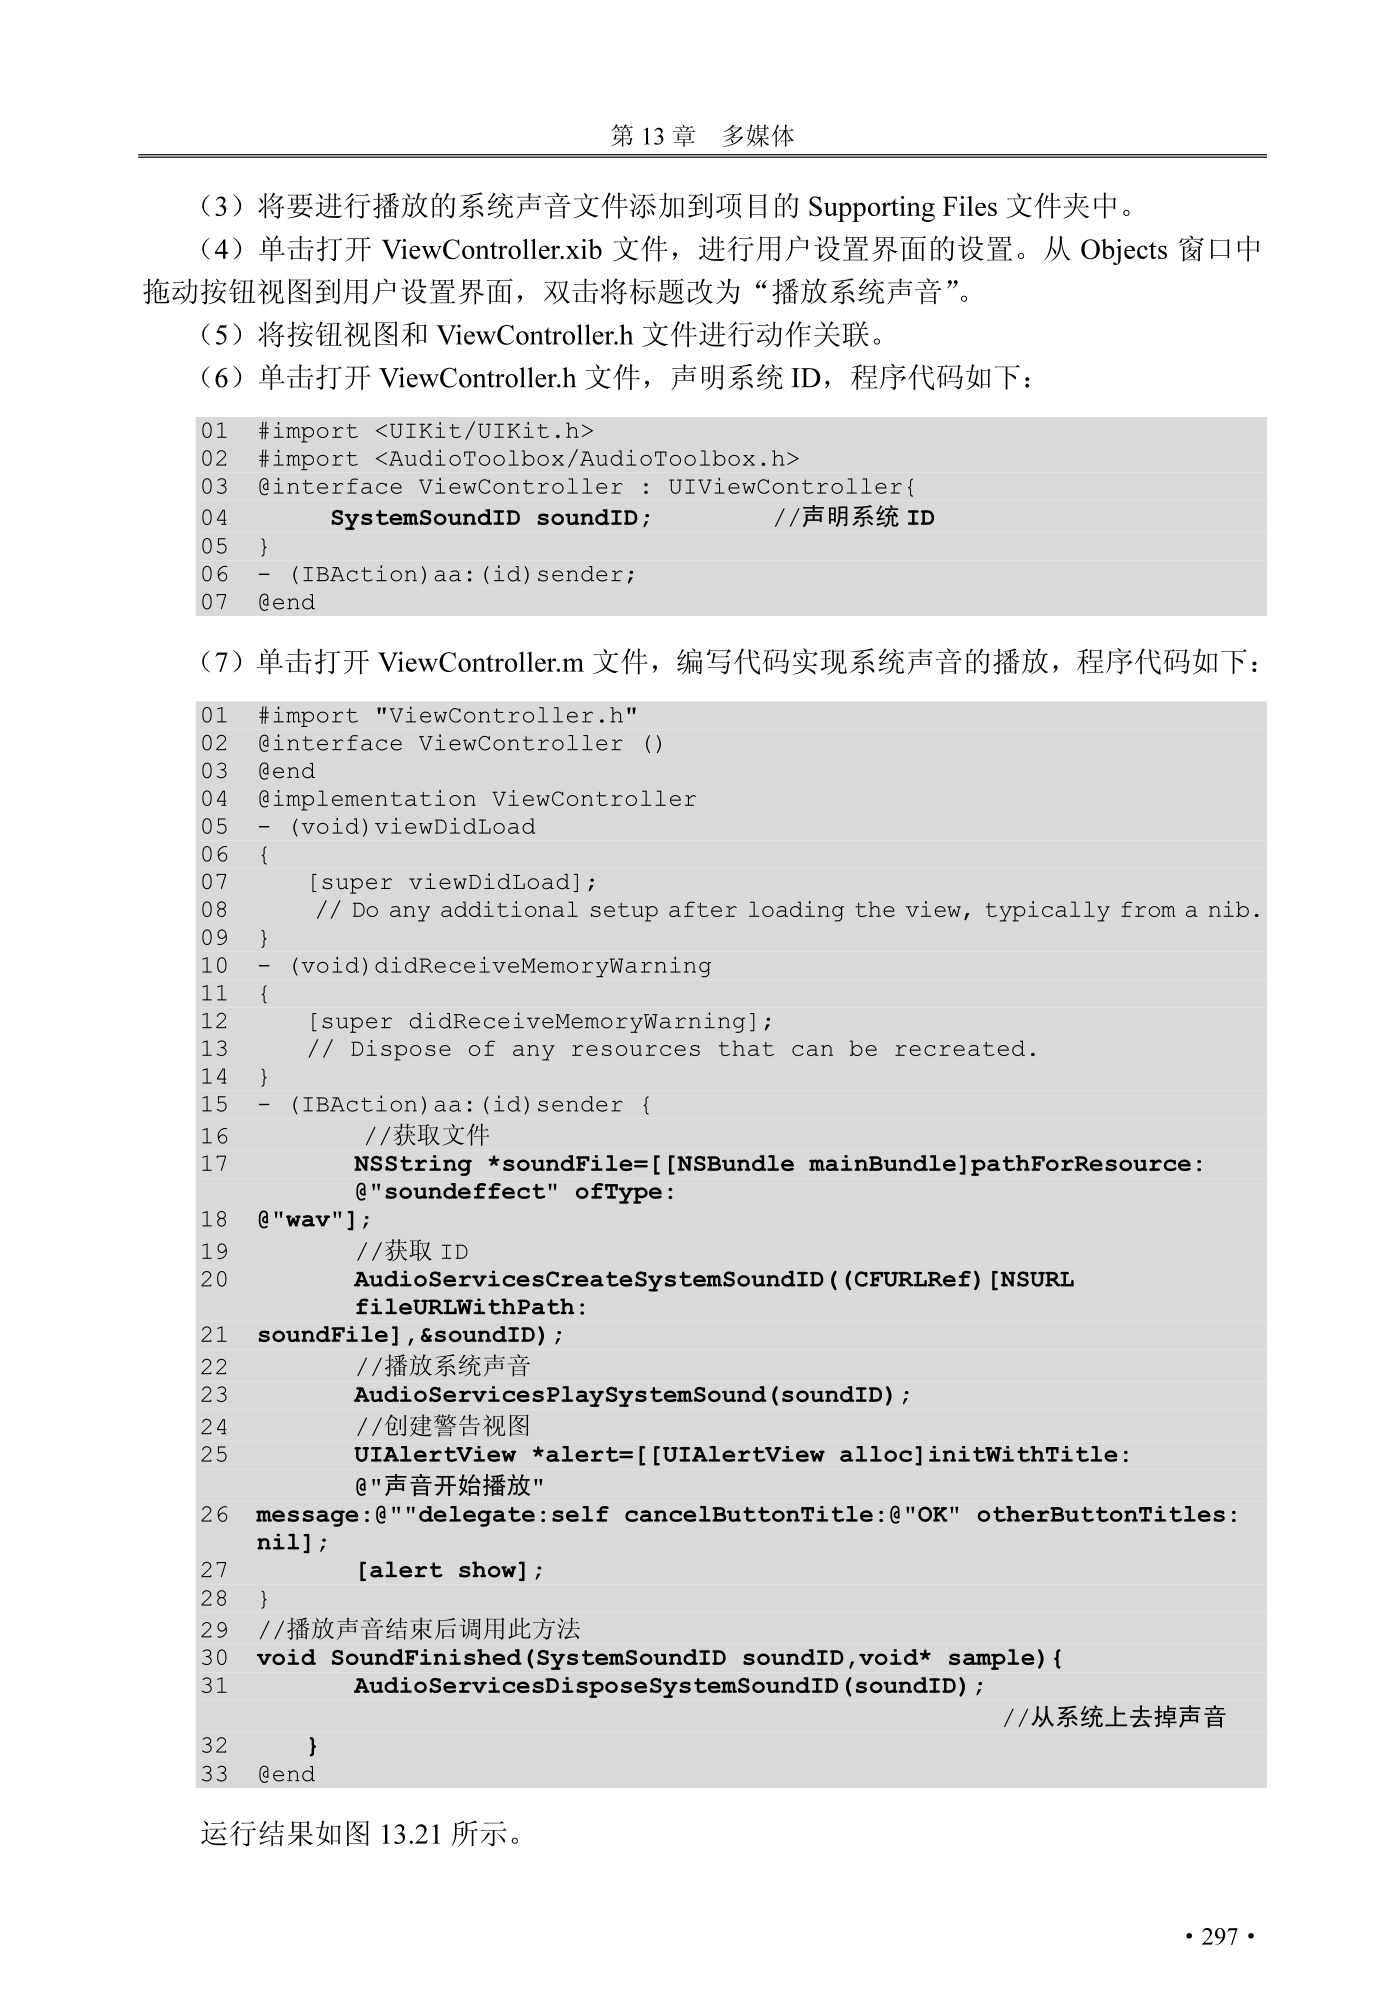 第 13 章　多媒体
（3）将要进行播放的系统声音文件添加到项目的 Supporting Files 文件夹中。
（4）单击打开 ViewController.xib 文件，进行用户设置界面的设置。从 Objects 窗口中
拖动按钮视图到用户设置界面，双击将标题改为“播放系统声音”。
（5）将按钮视图和 ViewController.h 文件进行动作关联。
（6）单击打开 ViewController.h 文件，声明系统 ID，程序代码如下：
01  #import <UIKit/UIKit.h>
02  #import <AudioToolbox/AudioToolbox.h>
03  @interface ViewController : UIViewController{
04       SystemSoundID soundID;        //声明系统 ID
05  }
06  - (IBAction)aa:(id)sender;
07  @end
（7）单击打开 ViewController.m 文件，编写代码实现系统声音的播放，程序代码如下：
01  #import "ViewController.h"
02  @interface ViewController ()
03  @end
04  @implementation ViewController
05  - (void)viewDidLoad
06  {
07      [super viewDidLoad];
08      // Do any additional setup after loading the view, typically from a nib.
09  }
10  - (void)didReceiveMemoryWarning
11  {
12      [super didReceiveMemoryWarning];
13      // Dispose of any resources that can be recreated.
14  }
15  - (IBAction)aa:(id)sender {
16         //获取文件
17         NSString *soundFile=[[NSBundle mainBundle]pathForResource:
           @"soundeffect" ofType:
18  @"wav"];
19         //获取 ID
20         AudioServicesCreateSystemSoundID((CFURLRef)[NSURL
           fileURLWithPath:
21  soundFile],&soundID);
22         //播放系统声音
23         AudioServicesPlaySystemSound(soundID);
24         //创建警告视图
25         UIAlertView *alert=[[UIAlertView alloc]initWithTitle:
           @"声音开始播放"
26  message:@""delegate:self cancelButtonTitle:@"OK" otherButtonTitles:
    nil];
27         [alert show];
28  }
29  //播放声音结束后调用此方法
30  void SoundFinished(SystemSoundID soundID,void* sample){
31         AudioServicesDisposeSystemSoundID(soundID);
                                                       //从系统上去掉声音
32      }
33  @end
运行结果如图 13.21 所示。
• 297 •